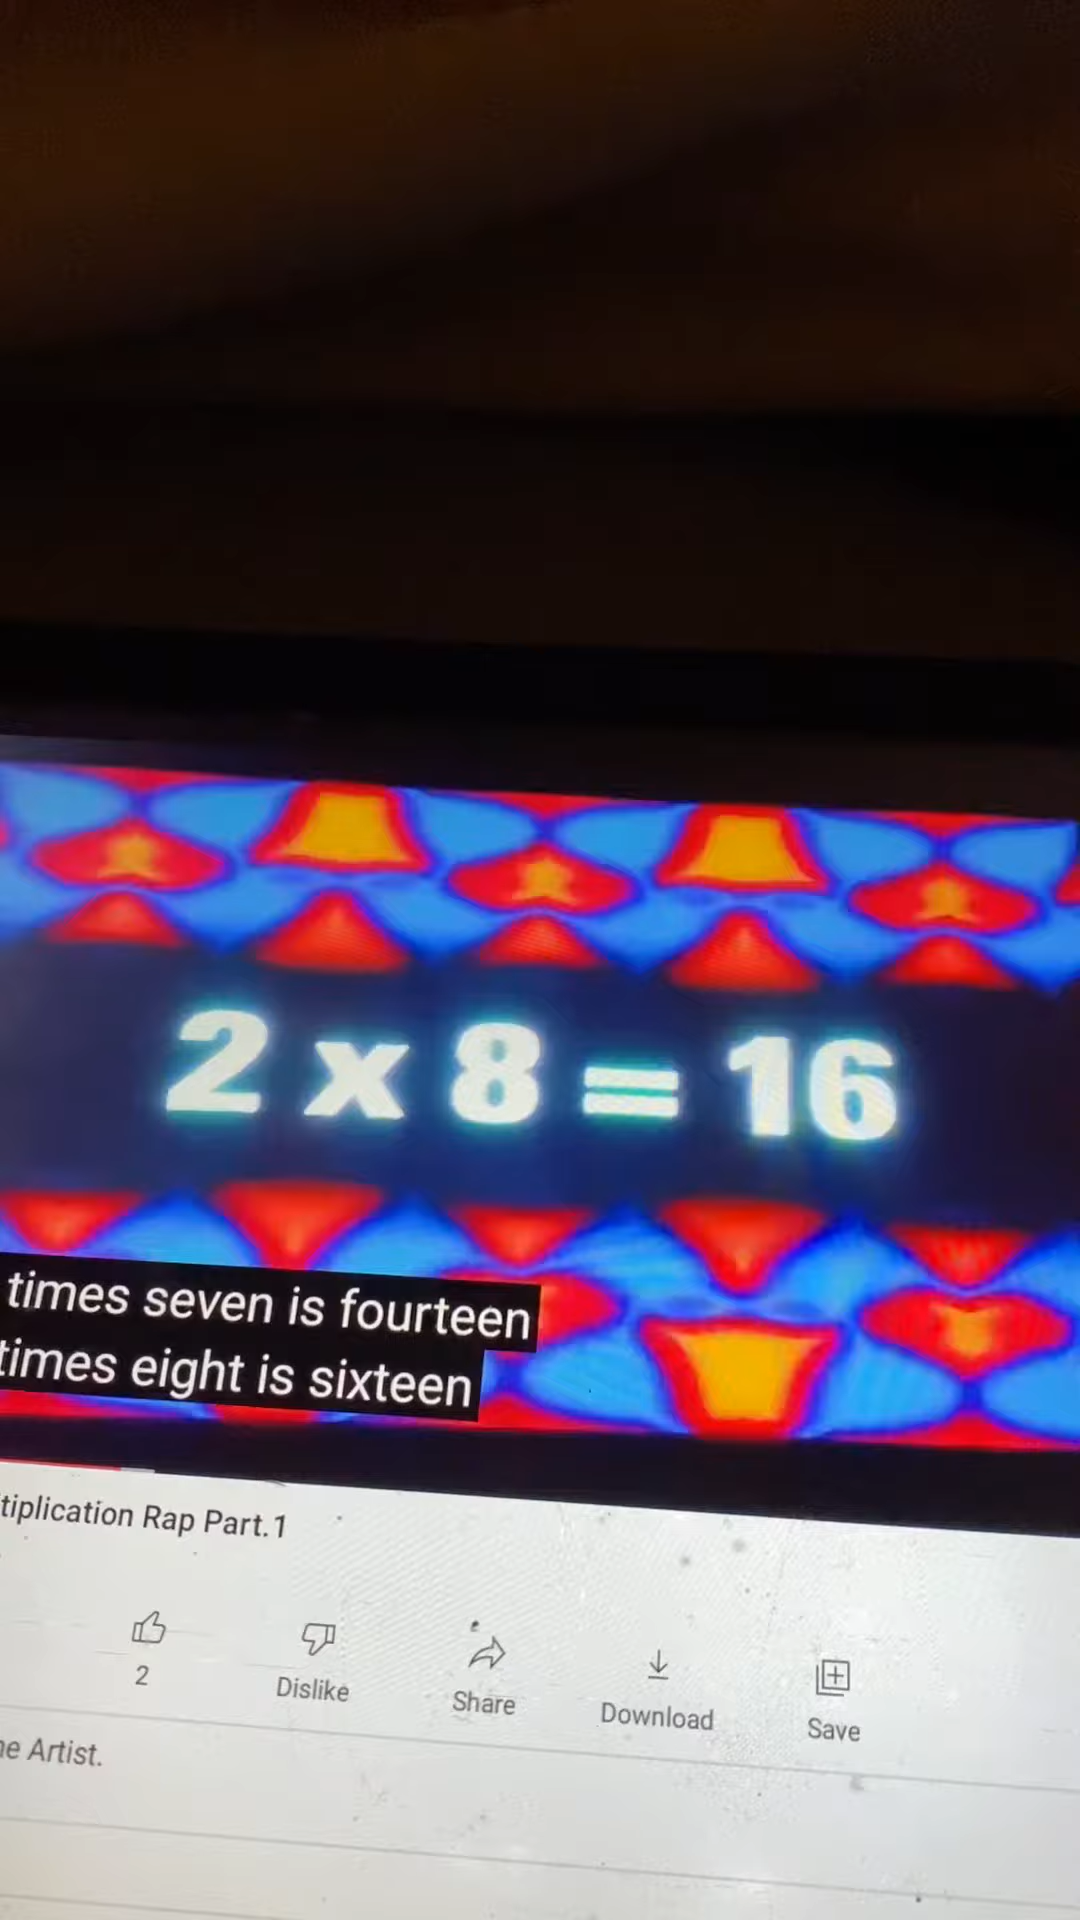 2 x 8 = 16
times seven is fourteen
times eight is sixteen
tiplication Rap Part.1
2
Dislike
Share
Download
Save
Artist.